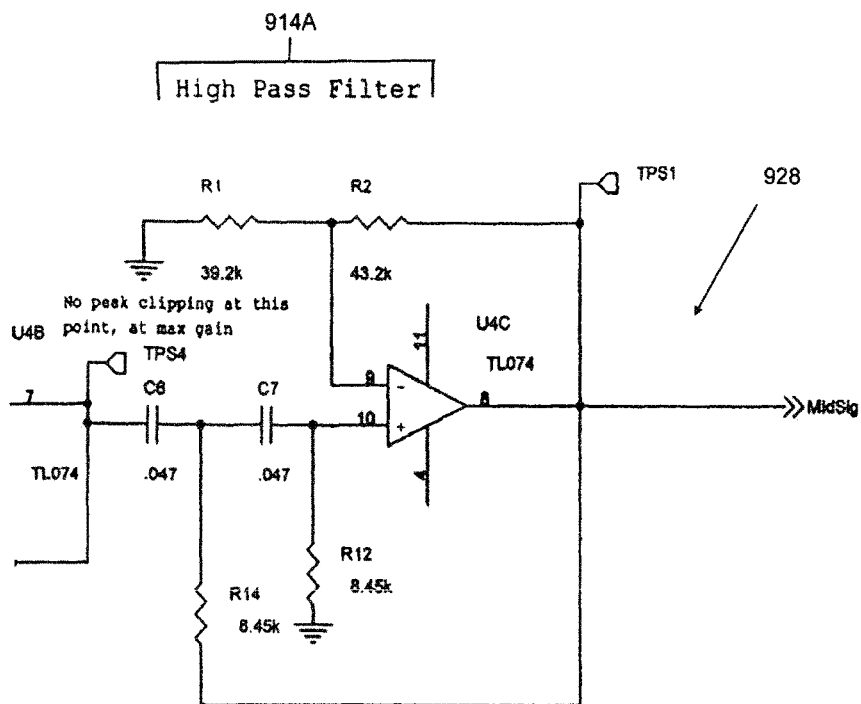 914A
High Pass Filter
TPS1
928
R1
R2
39.2k
43.2k
No peak clipping at this
point, at max gain
U4B
TPS4
U4C
TL074
11
7
C6
C7
9
-
8
10
+
MidSig
4
TL074
.047
.047
R12
8.45k
R14
8.45k